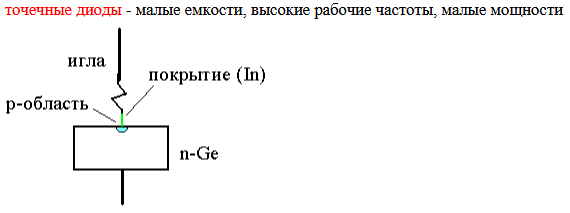 точечные диоды - малые емкости, высокие рабочие частоты, малые мощности
игла
покрытие (In)
р-область
n-Ge